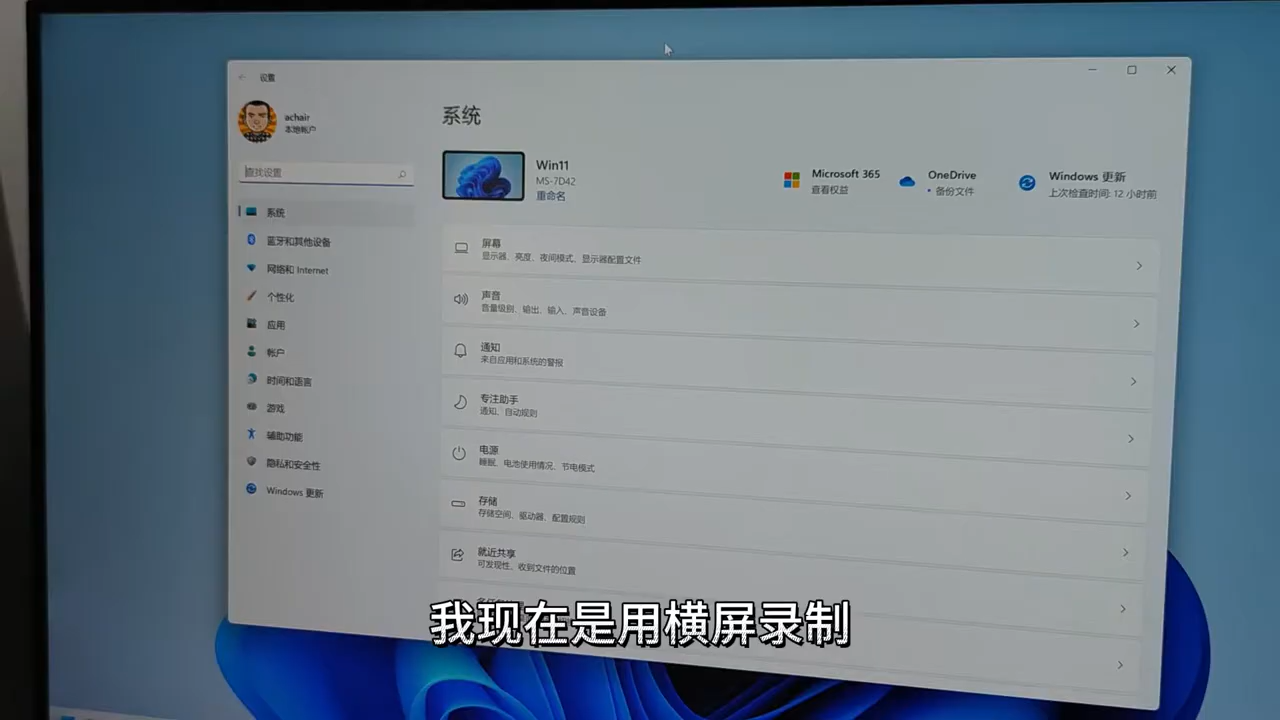 设置
achair
本地帐户
查找设置
系统
蓝牙和其他设备
网络和 Internet
个性化
应用
帐户
时间和语言
游戏
辅助功能
隐私和安全性
Windows 更新
系统
Win11
MS-7D42
重命名
Microsoft 365
查看权益
OneDrive
• 备份文件
Windows 更新
上次检查时间: 12 小时前
屏幕
显示器、亮度、夜间模式、显示器配置文件
声音
音量级别、输出、输入、声音设备
通知
来自应用和系统的警报
专注助手
通知、自动规则
电源
睡眠、电池使用情况、节电模式
存储
存储空间、驱动器、配置规则
就近共享
可发现性、收到文件的位置
我现在是用横屏录制